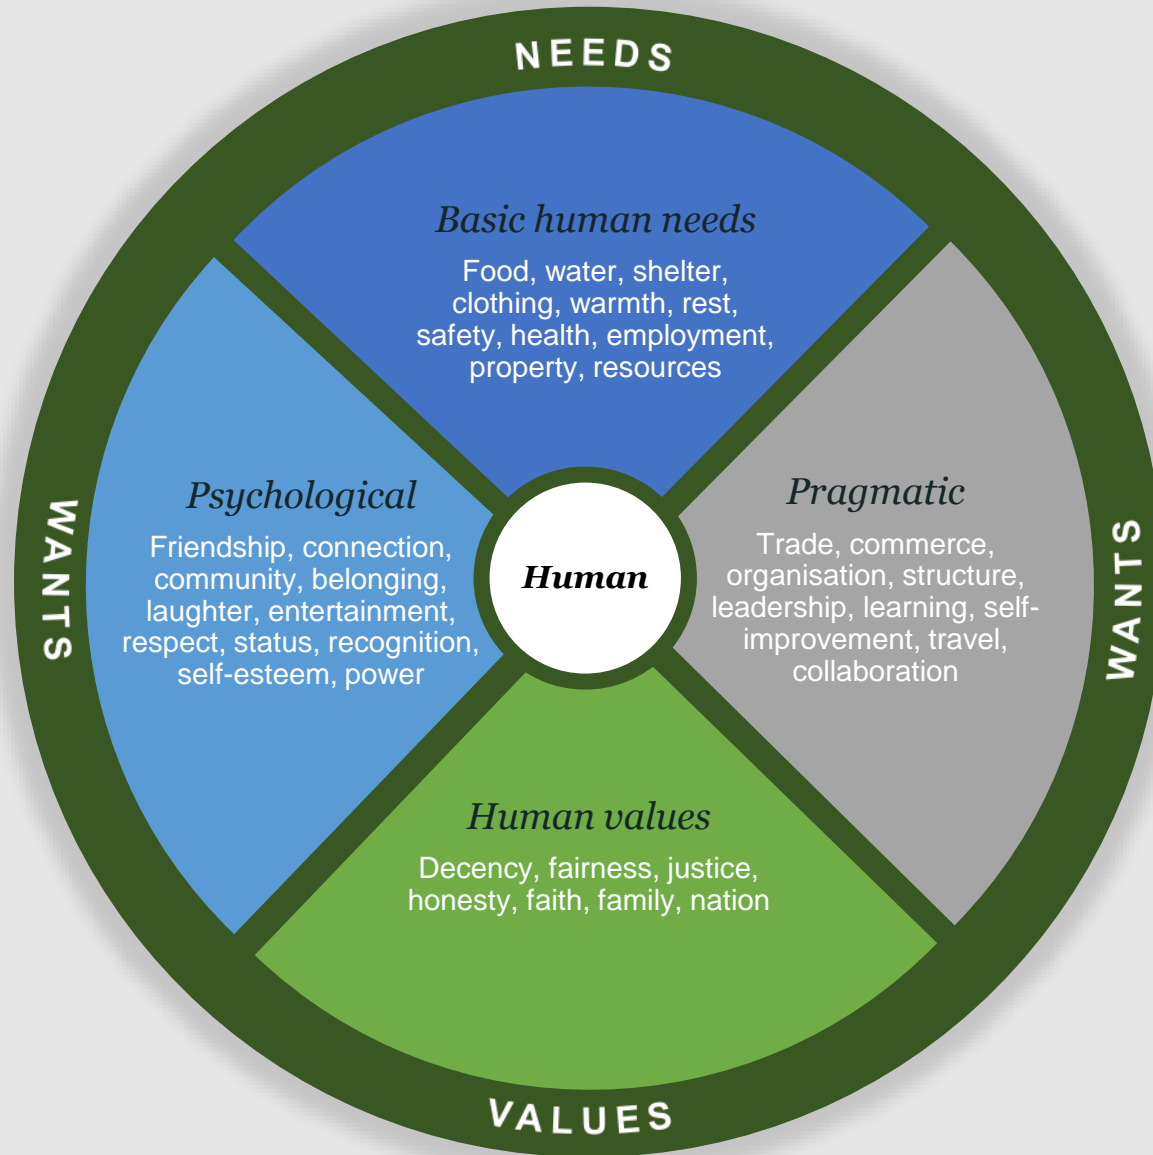 NEEDS
Basic human needs
Food, water, shelter,
clothing, warmth, rest,
safety, health, employment,
property, resources
WANTS
Psychological
Friendship, connection,
community, belonging,
laughter, entertainment,
respect, status, recognition,
self-esteem, power
Human
Pragmatic
Trade, commerce,
organisation, structure,
leadership, learning, self-
improvement, travel,
collaboration
WANTS
Human values
Decency, fairness, justice,
honesty, faith, family, nation
VALUES